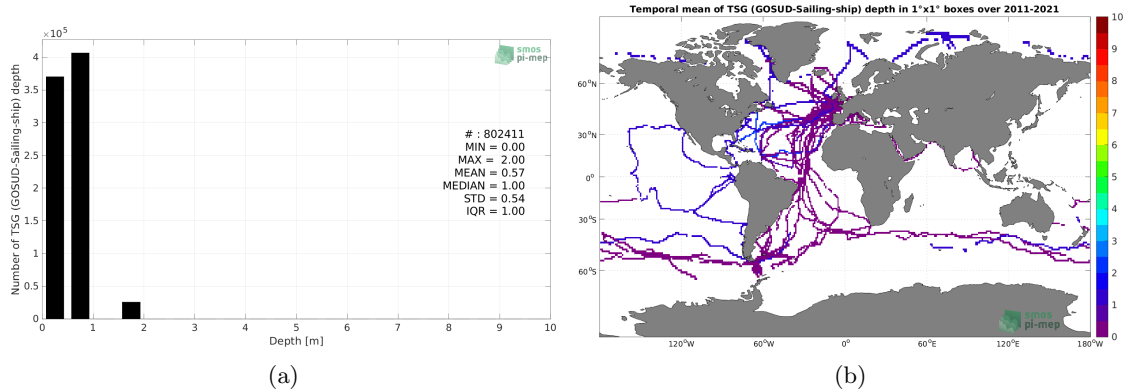 ×10⁵
4
3.5
3
2.5
2
1.5
1
0.5
0
0 1 2 3 4 5 6 7 8 9 10
Number of TSG (GOSUD-Sailing-ship) depth
Depth [m]
smos
pi-mep
# : 802411
MIN = 0.00
MAX = 2.00
MEAN = 0.57
MEDIAN = 1.00
STD = 0.54
IQR = 1.00
(a)
Temporal mean of TSG (GOSUD-Sailing-ship) depth in 1°x1° boxes over 2011-2021
60°N
30°N
0°
30°S
60°S
120°W 60°W 0° 60°E 120°E 180°W
10
9
8
7
6
5
4
3
2
1
0
smos
pi-mep
(b)